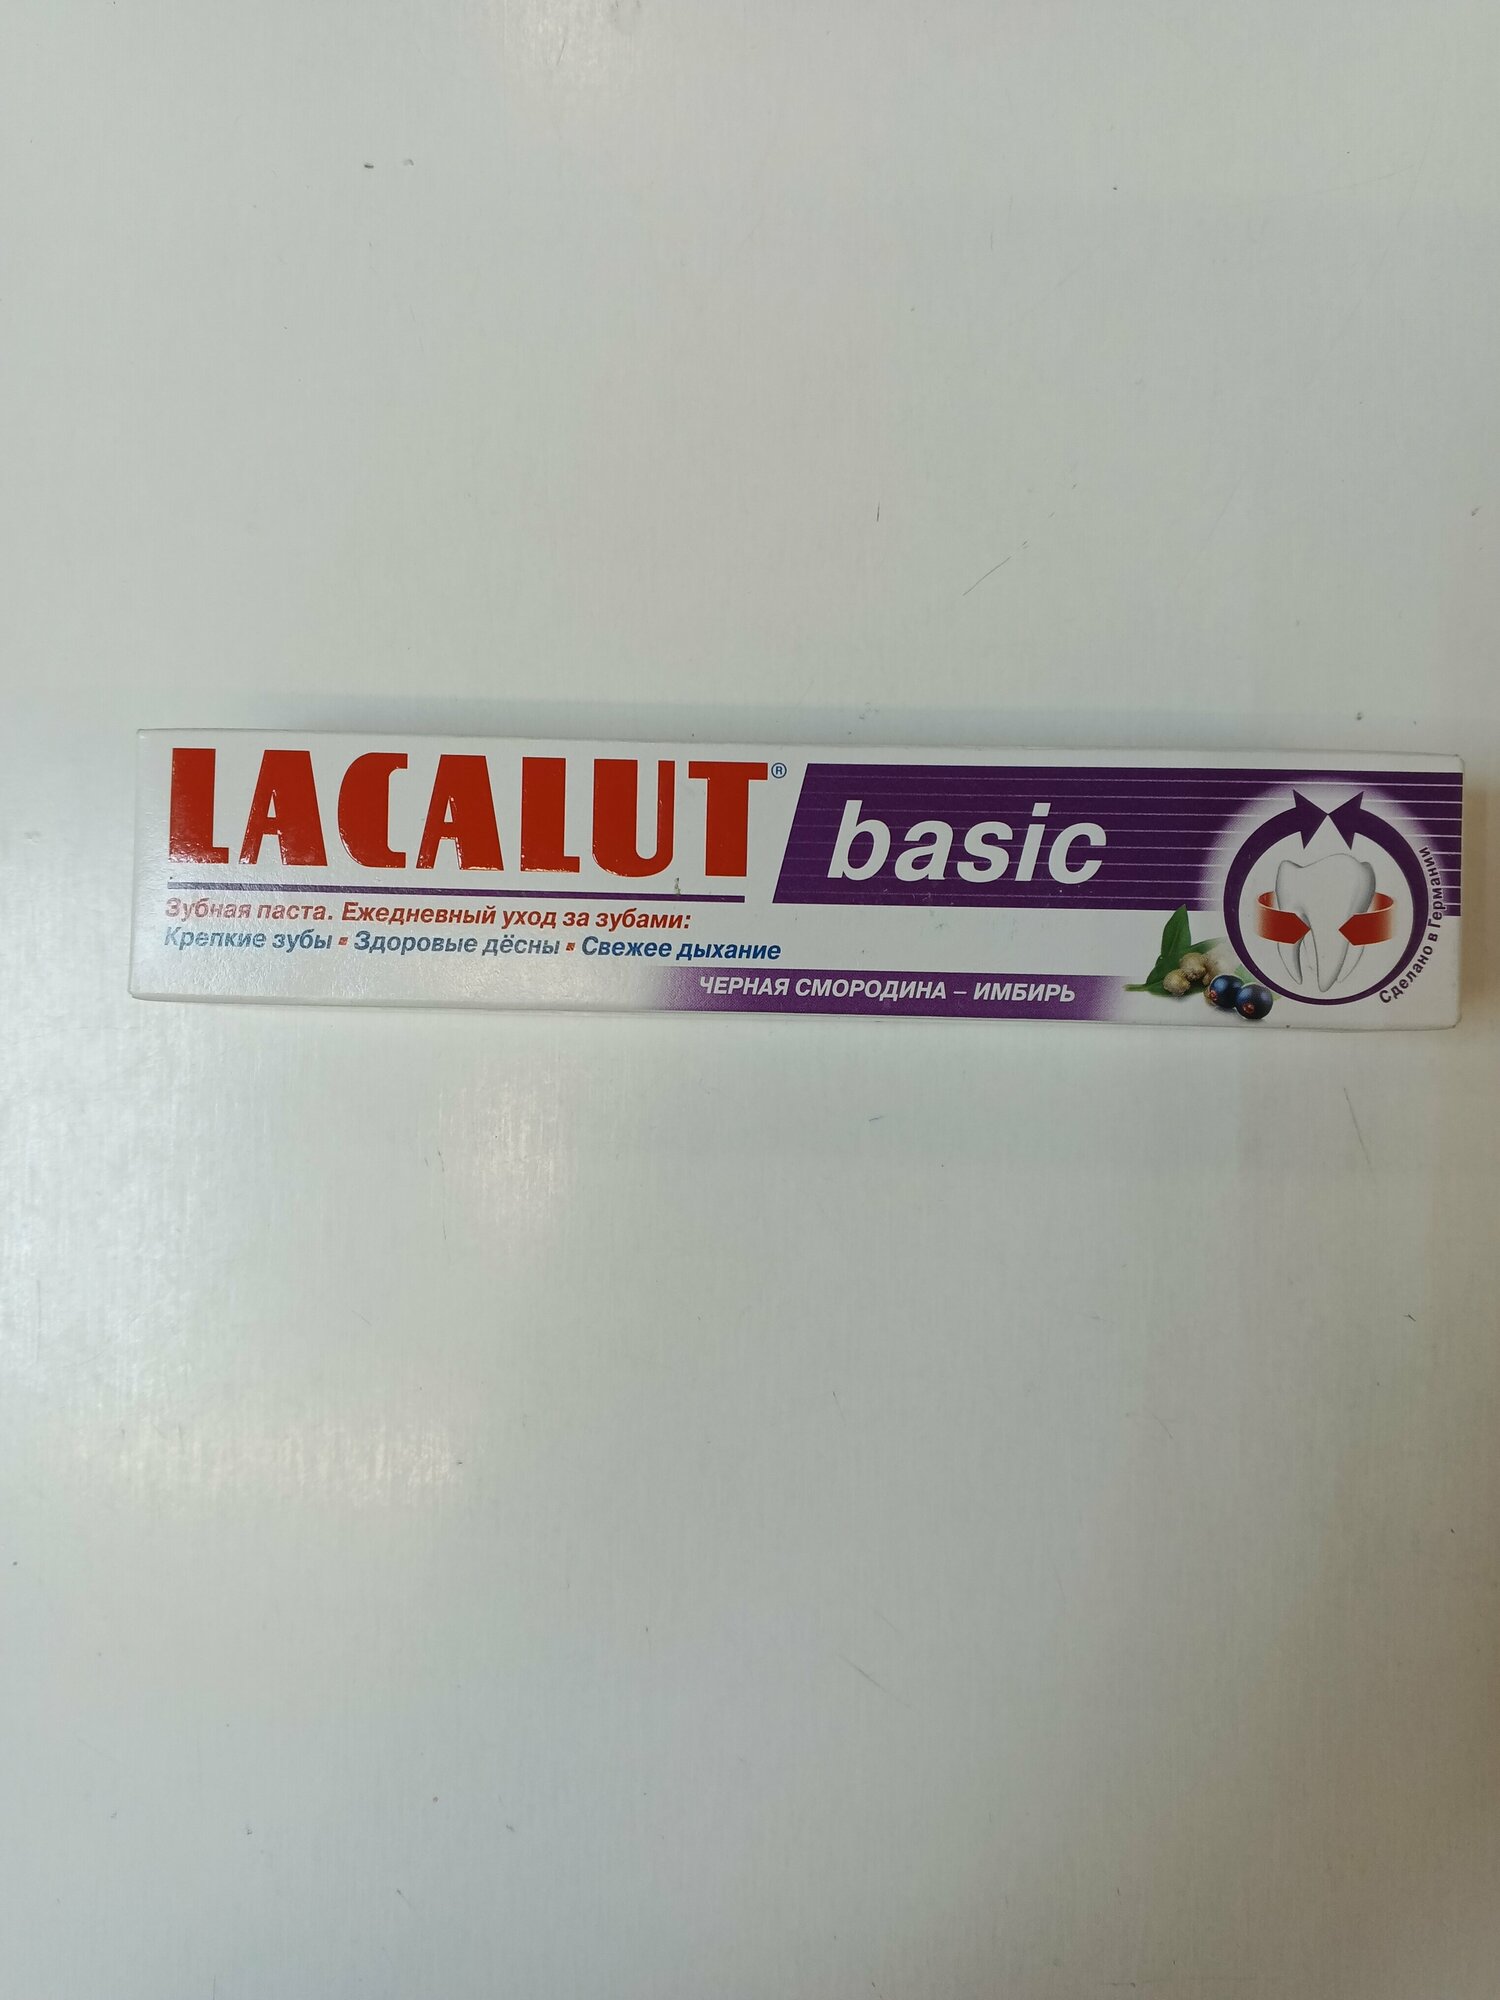 LACALUT® basic
Зубная паста. Ежедневный уход за зубами:
Крепкие зубы ▪ Здоровые дёсны ▪ Свежее дыхание
ЧЕРНАЯ СМОРОДИНА – ИМБИРЬ
Сделано в Германии